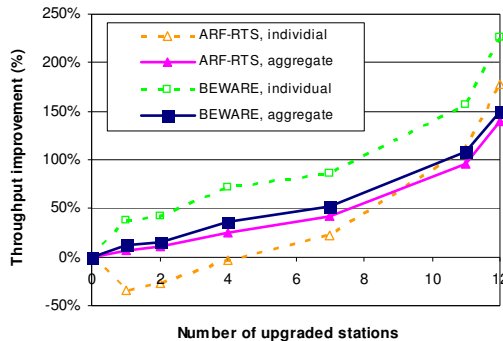 250%
200%
150%
100%
50%
0%
-50%
Throughput improvement (%)
ARF-RTS, individial
ARF-RTS, aggregate
BEWARE, individual
BEWARE, aggregate
0 2 4 6 8 10 12
Number of upgraded stations